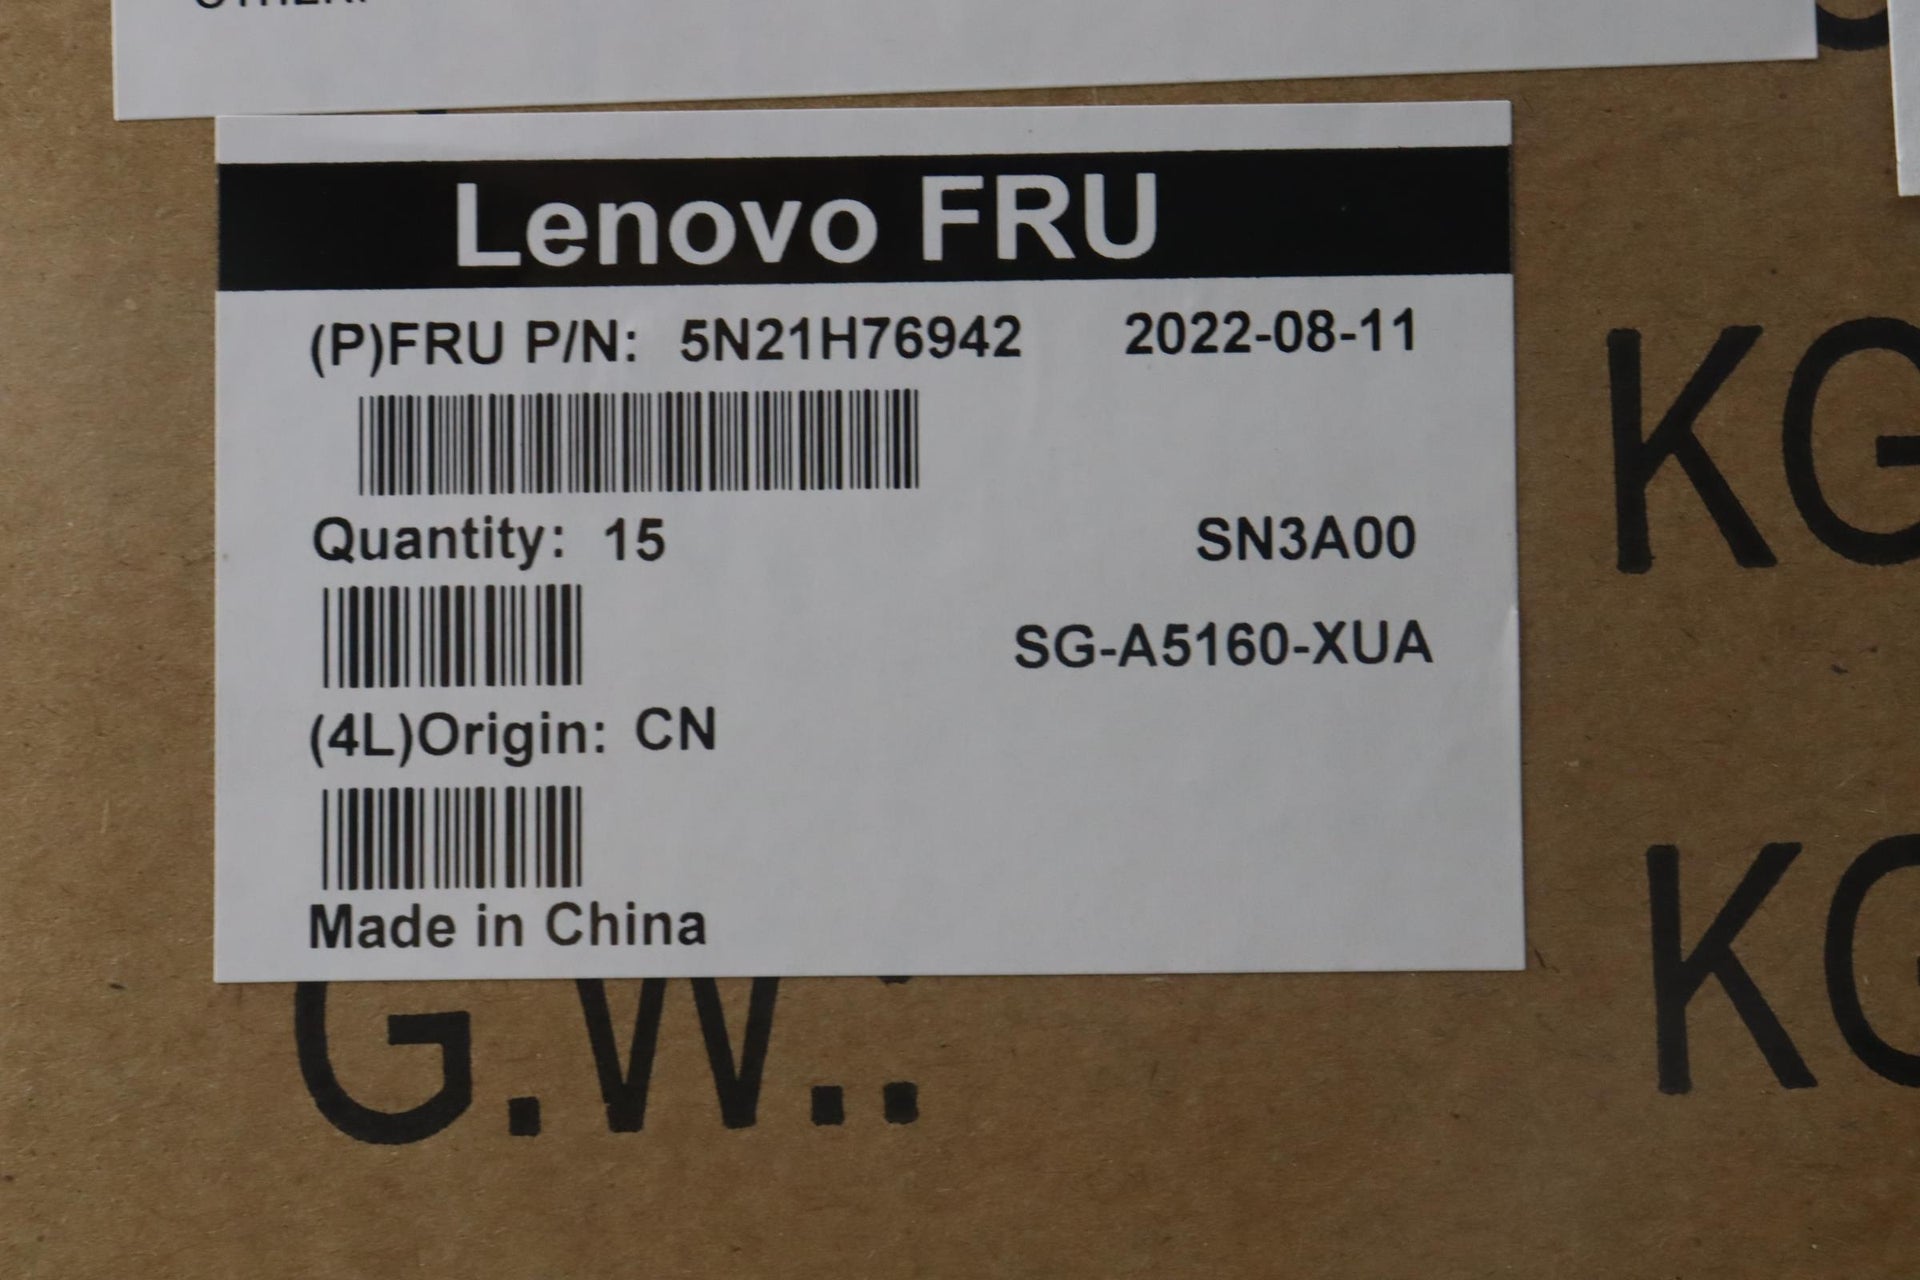 OTHER:
Lenovo FRU
(P)FRU P/N: 5N21H76942 2022-08-11
Quantity: 15 SN3A00
SG-A5160-XUA
(4L)Origin: CN
Made in China
KG
G.W.: KG